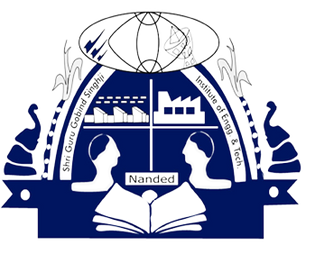 Shri Guru Gobind Singhji
Institute of Engg. & Tech
Nanded